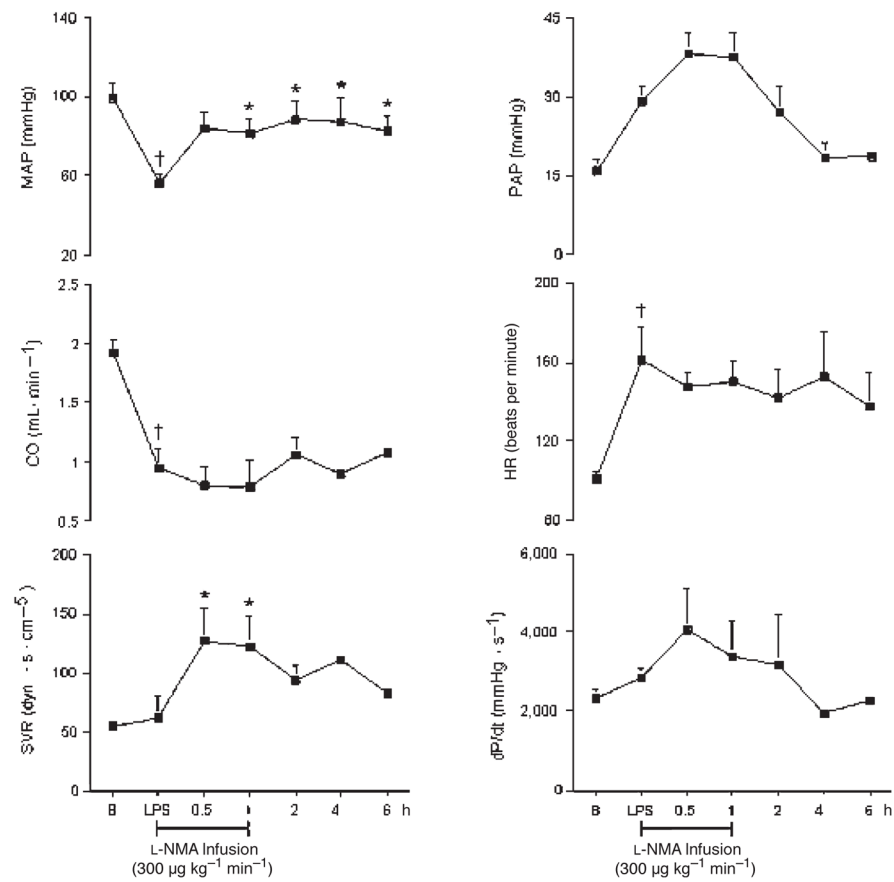 140
100
60
20
MAP [mmHg]
†
*
*
*
*
45
30
15
0
PAP (mmHg)
2.5
2
1.5
1
0.5
CO (mL· min –1)
†
200
160
120
80
HR (beats per minute)
†
200
150
100
50
0
SVR (dyn · s · cm–5)
*
*
B LPS 0.5 1 2 4 6 h
L-NMA Infusion
(300 µg kg–1 min–1)
6,000
4,000
2,000
0
dP/dt (mmHg · s–1)
B LPS 0.5 1 2 4 6 h
L-NMA Infusion
(300 µg kg–1 min–1)